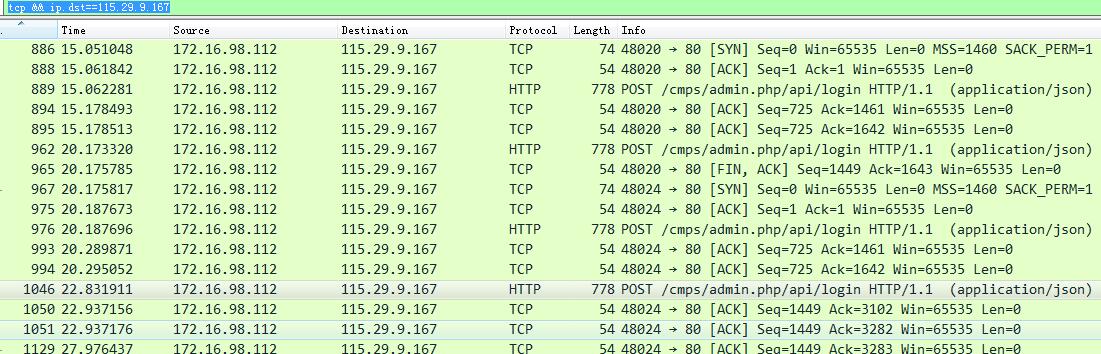 tcp && ip.dst==115.29.9.167
. Time Source Destination Protocol Length Info
886 15.051048 172.16.98.112 115.29.9.167 TCP 74 48020 → 80 [SYN] Seq=0 Win=65535 Len=0 MSS=1460 SACK_PERM=1
888 15.061842 172.16.98.112 115.29.9.167 TCP 54 48020 → 80 [ACK] Seq=1 Ack=1 Win=65535 Len=0
889 15.062281 172.16.98.112 115.29.9.167 HTTP 778 POST /cmps/admin.php/api/login HTTP/1.1 (application/json)
894 15.178493 172.16.98.112 115.29.9.167 TCP 54 48020 → 80 [ACK] Seq=725 Ack=1461 Win=65535 Len=0
895 15.178513 172.16.98.112 115.29.9.167 TCP 54 48020 → 80 [ACK] Seq=725 Ack=1642 Win=65535 Len=0
962 20.173320 172.16.98.112 115.29.9.167 HTTP 778 POST /cmps/admin.php/api/login HTTP/1.1 (application/json)
965 20.175785 172.16.98.112 115.29.9.167 TCP 54 48020 → 80 [FIN, ACK] Seq=1449 Ack=1643 Win=65535 Len=0
967 20.175817 172.16.98.112 115.29.9.167 TCP 74 48024 → 80 [SYN] Seq=0 Win=65535 Len=0 MSS=1460 SACK_PERM=1
975 20.187673 172.16.98.112 115.29.9.167 TCP 54 48024 → 80 [ACK] Seq=1 Ack=1 Win=65535 Len=0
976 20.187696 172.16.98.112 115.29.9.167 HTTP 778 POST /cmps/admin.php/api/login HTTP/1.1 (application/json)
993 20.289871 172.16.98.112 115.29.9.167 TCP 54 48024 → 80 [ACK] Seq=725 Ack=1461 Win=65535 Len=0
994 20.295052 172.16.98.112 115.29.9.167 TCP 54 48024 → 80 [ACK] Seq=725 Ack=1642 Win=65535 Len=0
1046 22.831911 172.16.98.112 115.29.9.167 HTTP 778 POST /cmps/admin.php/api/login HTTP/1.1 (application/json)
1050 22.937156 172.16.98.112 115.29.9.167 TCP 54 48024 → 80 [ACK] Seq=1449 Ack=3102 Win=65535 Len=0
1051 22.937176 172.16.98.112 115.29.9.167 TCP 54 48024 → 80 [ACK] Seq=1449 Ack=3282 Win=65535 Len=0
1129 27.976437 172.16.98.112 115.29.9.167 TCP 54 48024 → 80 [ACK] Seq=1449 Ack=3283 Win=65535 Len=0